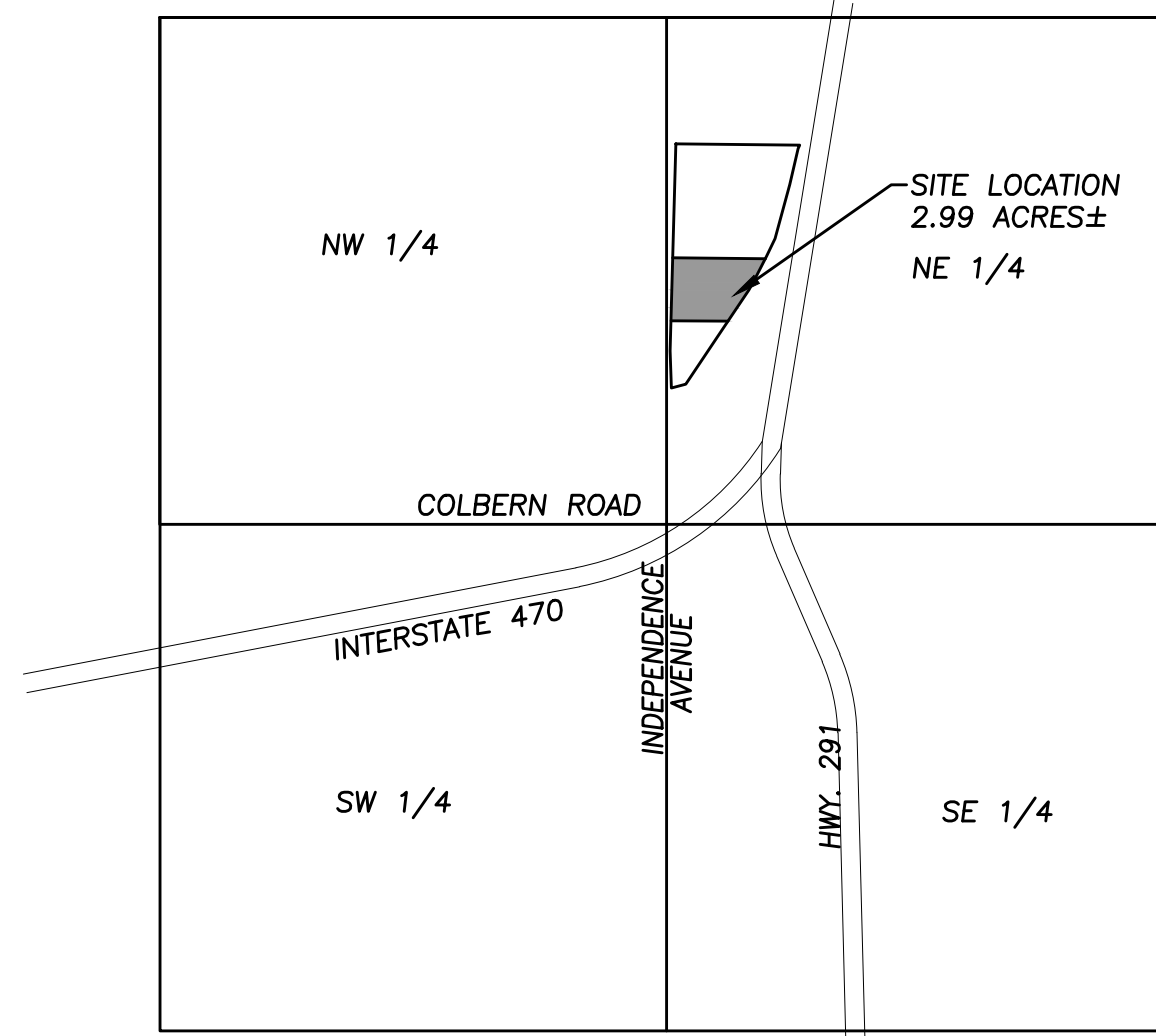 SITE LOCATION
2.99 ACRES±
NW 1/4
NE 1/4
COLBERN ROAD
INTERSTATE 470
INDEPENDENCE
AVENUE
HWY. 291
SW 1/4
SE 1/4